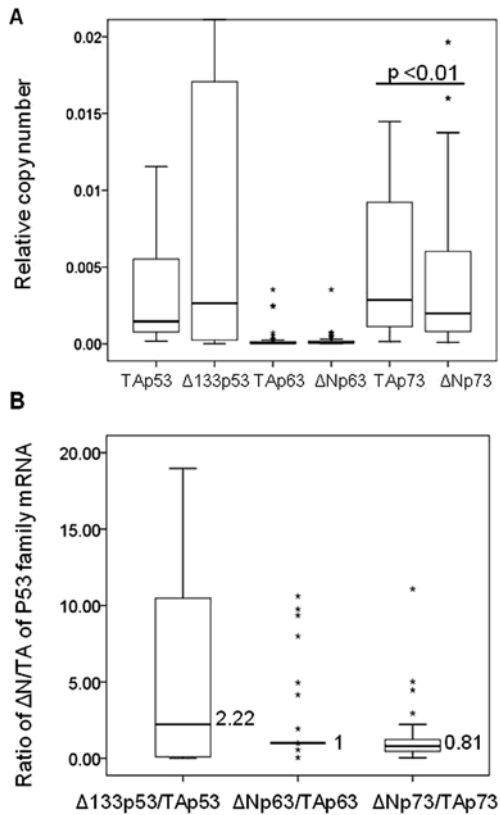 A
Relative copy number
0.02
0.015
0.01
0.005
0.00
p <0.01
TAp53 Δ133p53 TAp63 ΔNp63 TAp73 ΔNp73
B
Ratio of ΔN/TA of P53 family mRNA
20.00
15.00
10.00
5.00
0.00
2.22
1
0.81
Δ133p53/TAp53 ΔNp63/TAp63 ΔNp73/TAp73